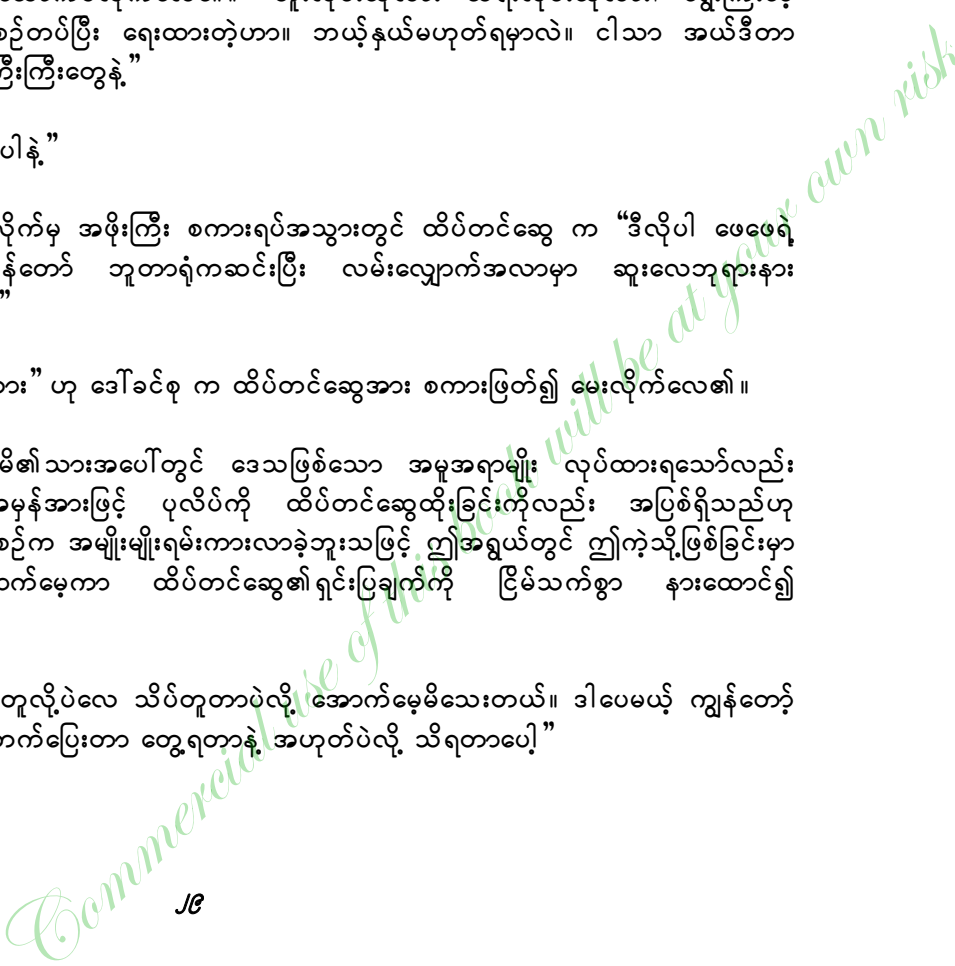 စဉ်တပ်ပြီး ရေးထားတဲ့ဟာ။ ဘယ့်နှယ်မဟုတ်ရမှာလဲ။ ငါသာ အယ်ဒီတာ
ကြီးကြီးတွေနဲ့”
ပါနဲ့”
လိုက်မှ အဖိုးကြီး စကားရပ်အသွားတွင် ထိပ်တင်ဆွေ က “ဒီလိုပါ ဖေဖေရဲ့
န်တော် ဘူတာရုံကဆင်းပြီး လမ်းလျှောက်အလာမှာ ဆူးလေဘုရားနား
”
လား” ဟု ဒေါ်ခင်စု က ထိပ်တင်ဆွေအား စကားဖြတ်၍ မေးလိုက်လေ၏။
မိ၏သားအပေါ်တွင် ဒေသဖြစ်သော အမူအရာမျိုး လုပ်ထားရသော်လည်း
အမှန်အားဖြင့် ပုလိပ်ကို ထိပ်တင်ဆွေထိုးခြင်းကိုလည်း အပြစ်ရှိသည်ဟု
စဉ်က အမျိုးမျိုးရမ်းကားလာခဲ့ဘူးသဖြင့် ဤအရွယ်တွင် ဤကဲ့သို့ဖြစ်ခြင်းမှာ
ာက်မေ့ကာ ထိပ်တင်ဆွေ၏ရှင်းပြချက်ကို ငြိမ်သက်စွာ နားထောင်၍
တူလို့ပဲလေ သိပ်တူတာပဲလို့ အောက်မေ့မိသေးတယ်။ ဒါပေမယ့် ကျွန်တော့်
တက်ပြေးတာ တွေ့ရတာနဲ့ အဟုတ်ပဲလို့ သိရတာပေါ့”
၂၉
Commercial use of this book will be at your own risk